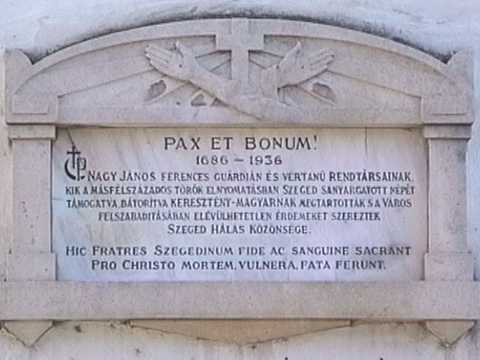 PAX ET BONUM!
1686 – 1936
NAGY JÁNOS FERENCES GUÁRDIÁN ÉS VÉRTANÚ RENDTÁRSAINAK,
KIK A MÁSFÉLSZÁZADOS TÖRÖK ELNYOMATÁSBAN SZEGED SANYARGATOTT NÉPÉT
TÁMOGATVA, BÁTORÍTVA KERESZTÉNY-MAGYARNAK MEGTARTOTTÁK S A VÁROS
FELSZABADÍTÁSÁBAN ELÉVÜLHETLEN ÉRDEMEKET SZEREZTEK
SZEGED HÁLÁS KÖZÖNSÉGE.
HIC FRATRES SZEGEDINUM FIDE AC SANGUINE SACRANT
PRO CHRISTO MORTEM, VULNERA, FATA FERUNT.